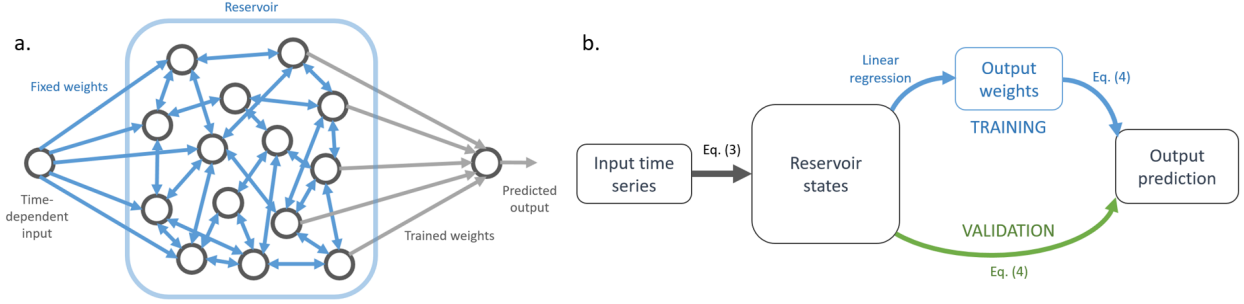 a.
Reservoir
Fixed weights
Time-
dependent
input
Predicted
output
Trained weights
b.
Input time
series
Eq. (3)
Reservoir
states
Linear
regression
Output
weights
TRAINING
Eq. (4)
Output
prediction
VALIDATION
Eq. (4)